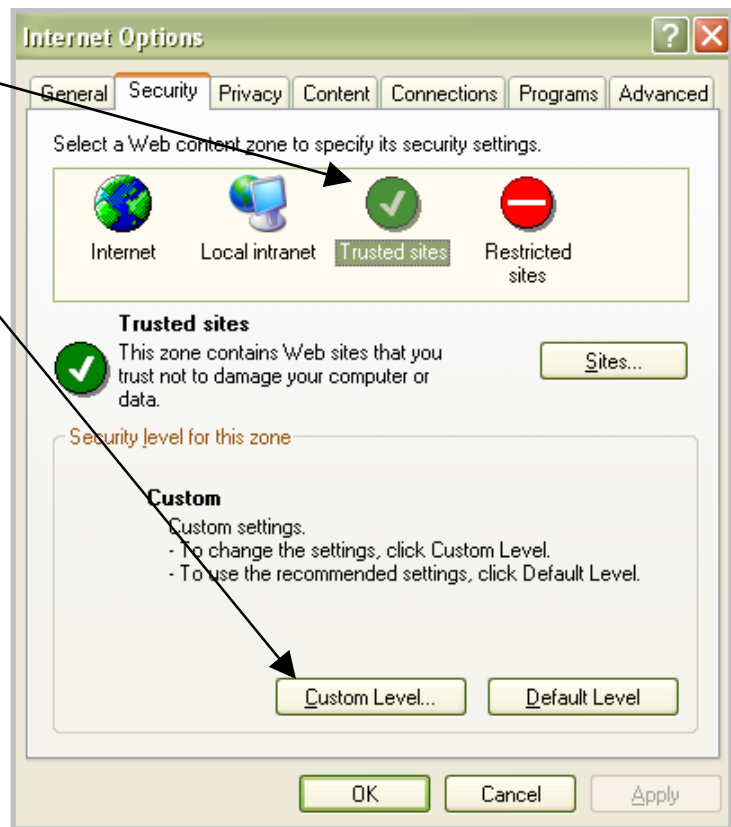 Internet Options
General Security Privacy Content Connections Programs Advanced
Select a Web content zone to specify its security settings.
Internet Local intranet Trusted sites Restricted
sites
Trusted sites
This zone contains Web sites that you
trust not to damage your computer or
data.
Sites...
Security level for this zone
Custom
Custom settings.
- To change the settings, click Custom Level.
- To use the recommended settings, click Default Level.
Custom Level... Default Level
OK Cancel Apply